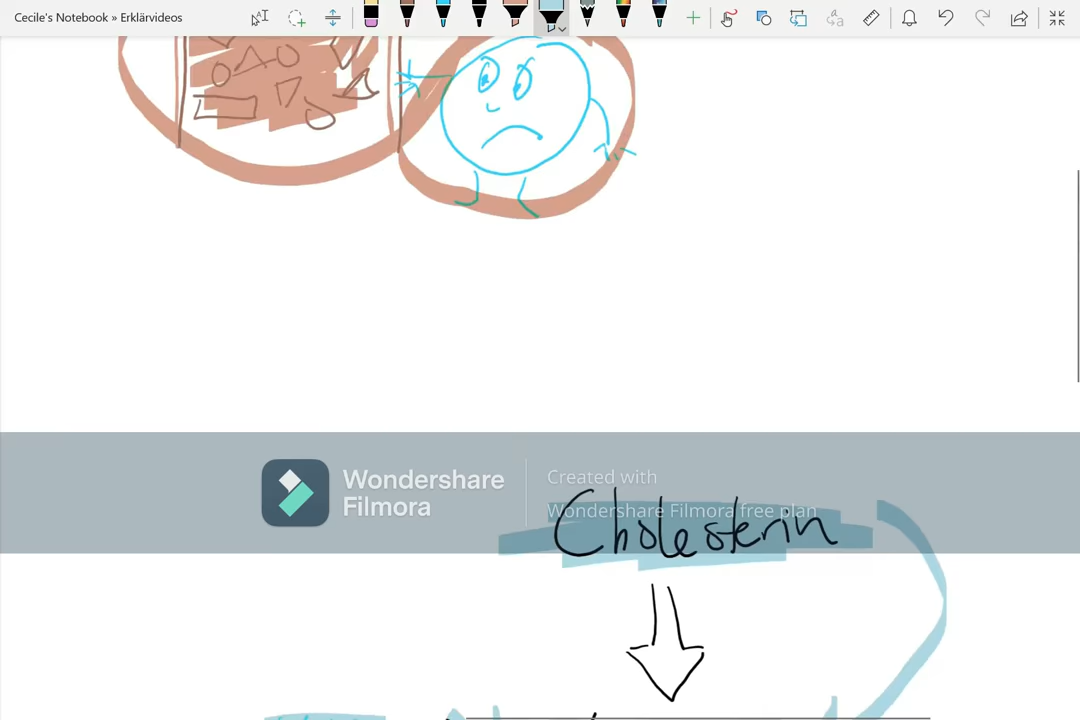 Cecile's Notebook » Erklärvideos
Wondershare
Filmora
Created with
Wondershare Filmora free plan
Cholesterin